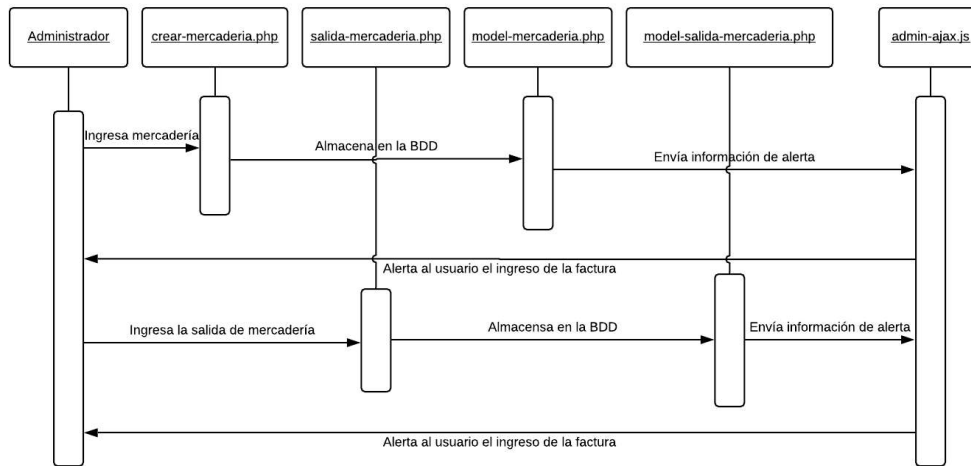 Administrador
crear-mercaderia.php
salida-mercaderia.php
model-mercaderia.php
model-salida-mercaderia.php
admin-ajax.js
Ingresa mercadería
Almacena en la BDD
Envía información de alerta
Alerta al usuario el ingreso de la factura
Ingresa la salida de mercadería
Almacensa en la BDD
Envía información de alerta
Alerta al usuario el ingreso de la factura